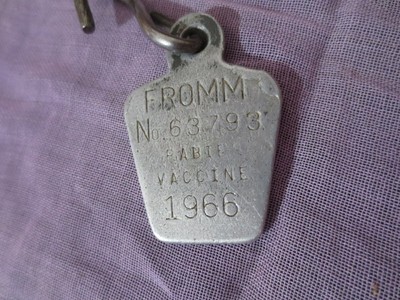 FROMM
No. 63793
RABIES
VACCINE
1966